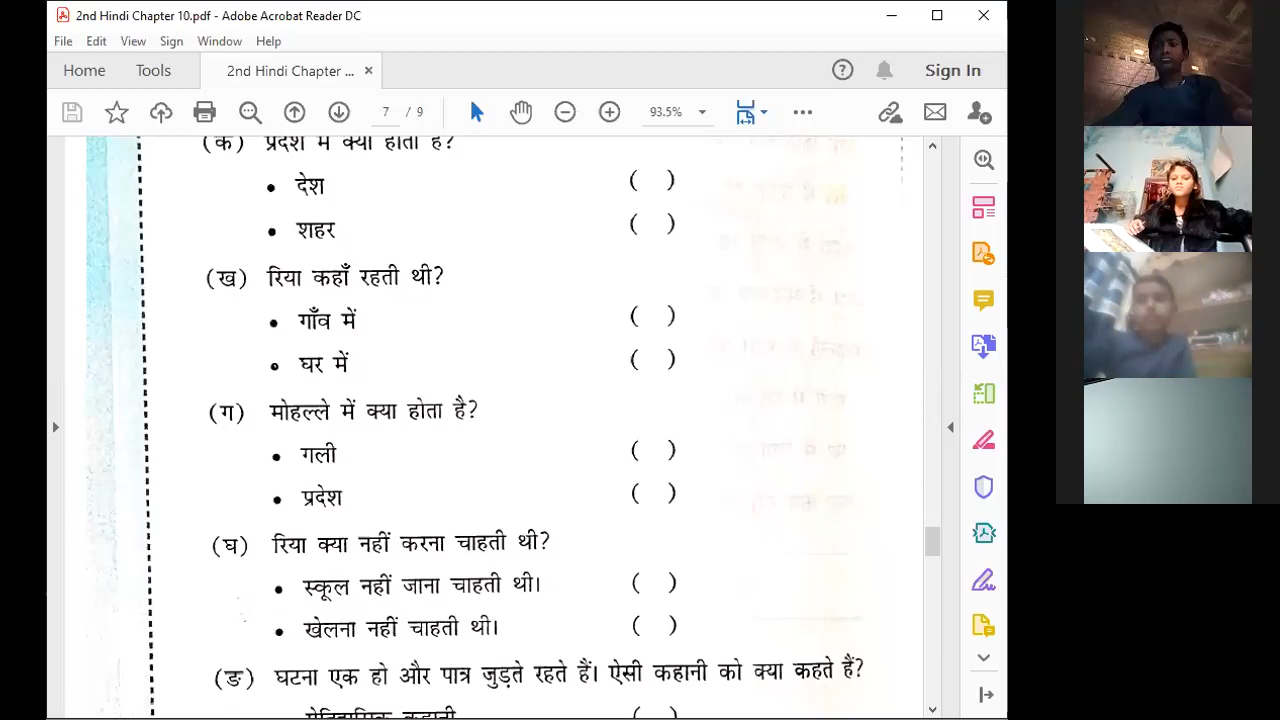 2nd Hindi Chapter 10.pdf - Adobe Acrobat Reader DC
File Edit View Sign Window Help
Home Tools 2nd Hindi Chapter ... × Sign In
7 / 9 93.5%
(क) प्रदेश में क्या होता है?
• देश ( )
• शहर ( )
(ख) रिया कहाँ रहती थी?
• गाँव में ( )
• घर में ( )
(ग) मोहल्ले में क्या होता है?
• गली ( )
• प्रदेश ( )
(घ) रिया क्या नहीं करना चाहती थी?
• स्कूल नहीं जाना चाहती थी। ( )
• खेलना नहीं चाहती थी। ( )
(ङ) घटना एक हो और पात्र जुड़ते रहते हैं। ऐसी कहानी को क्या कहते हैं?
ऐतिहासिक कहानी ( )